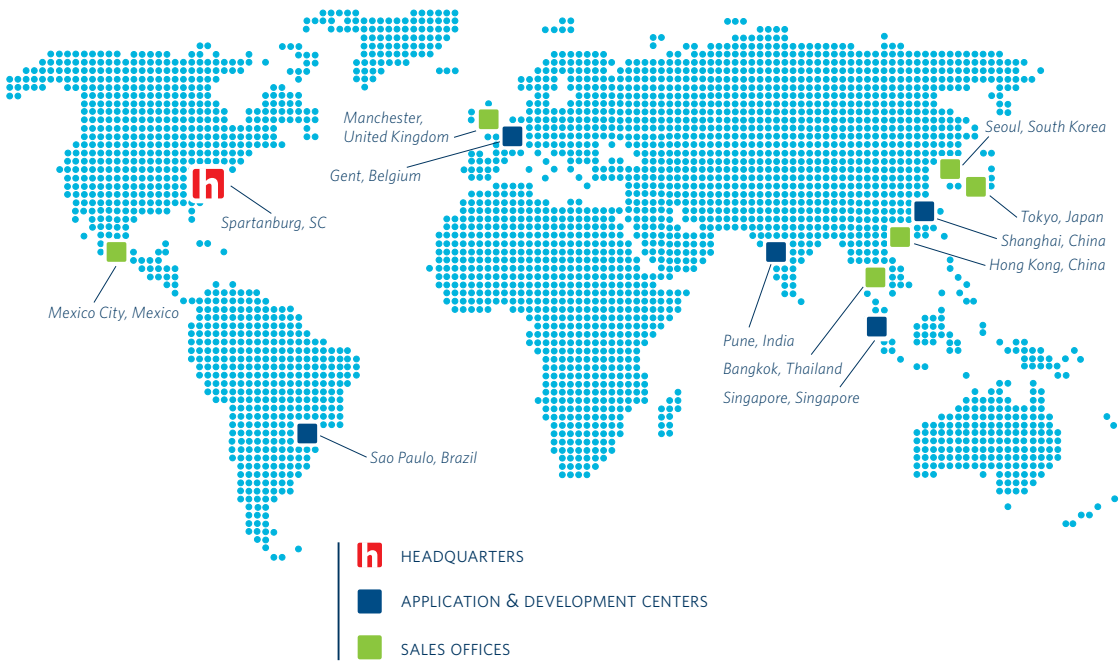 Manchester,
United Kingdom
Gent, Belgium
Seoul, South Korea
Spartanburg, SC
Tokyo, Japan
Shanghai, China
Hong Kong, China
Mexico City, Mexico
Pune, India
Bangkok, Thailand
Singapore, Singapore
Sao Paulo, Brazil
h HEADQUARTERS
APPLICATION & DEVELOPMENT CENTERS
SALES OFFICES